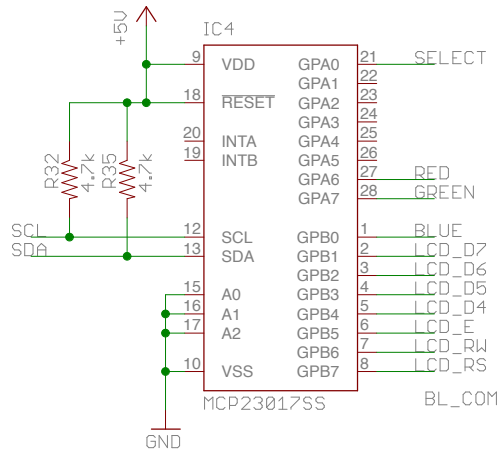 +5V
IC4
9 VDD GPA0 21 SELECT
GPA1 22
18 RESET GPA2 23
GPA3 24
20 INTA GPA4 25
19 INTB GPA5 26
R32 4.7k
R35 4.7k
GPA6 27 RED
GPA7 28 GREEN
SCL 12 SCL GPB0 1 BLUE
SDA 13 SDA GPB1 2 LCD_D7
GPB2 3 LCD_D6
15 A0 GPB3 4 LCD_D5
16 A1 GPB4 5 LCD_D4
17 A2 GPB5 6 LCD_E
GPB6 7 LCD_RW
10 VSS GPB7 8 LCD_RS
MCP23017SS BL_COM
GND